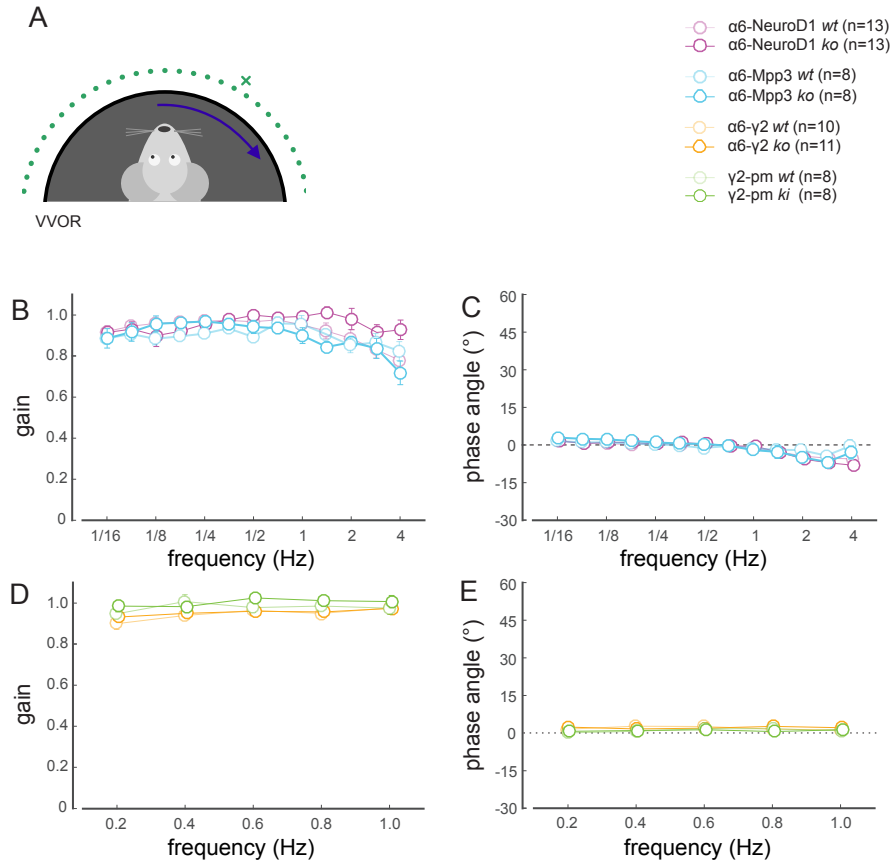 A
VVOR
α6-NeuroD1 wt (n=13)
α6-NeuroD1 ko (n=13)
α6-Mpp3 wt (n=8)
α6-Mpp3 ko (n=8)
α6-γ2 wt (n=10)
α6-γ2 ko (n=11)
γ2-pm wt (n=8)
γ2-pm ki (n=8)
B
gain
1.0
0.8
0.6
0.4
0.2
0
1/16 1/8 1/4 1/2 1 2 4
frequency (Hz)
C
phase angle (°)
60
45
30
15
0
-15
-30
1/16 1/8 1/4 1/2 1 2 4
frequency (Hz)
D
gain
1.0
0.8
0.6
0.4
0.2
0
0.2 0.4 0.6 0.8 1.0
frequency (Hz)
E
phase angle (°)
60
45
30
15
0
-15
-30
0.2 0.4 0.6 0.8 1.0
frequency (Hz)